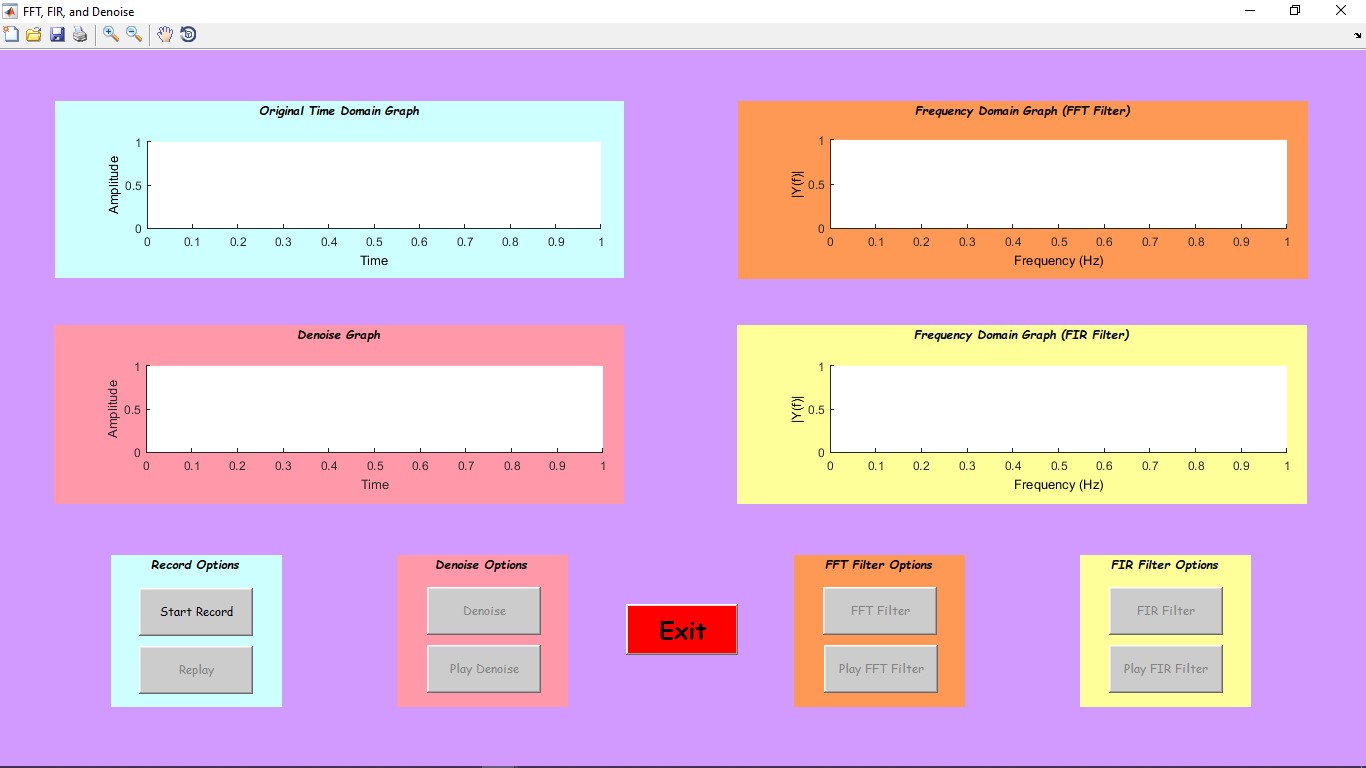 FFT, FIR, and Denoise
Original Time Domain Graph
Amplitude
1
0.5
0
0 0.1 0.2 0.3 0.4 0.5 0.6 0.7 0.8 0.9 1
Time
Frequency Domain Graph (FFT Filter)
|Y(f)|
1
0.5
0
0 0.1 0.2 0.3 0.4 0.5 0.6 0.7 0.8 0.9 1
Frequency (Hz)
Denoise Graph
Amplitude
1
0.5
0
0 0.1 0.2 0.3 0.4 0.5 0.6 0.7 0.8 0.9 1
Time
Frequency Domain Graph (FIR Filter)
|Y(f)|
1
0.5
0
0 0.1 0.2 0.3 0.4 0.5 0.6 0.7 0.8 0.9 1
Frequency (Hz)
Record Options
Start Record
Replay
Denoise Options
Denoise
Play Denoise
Exit
FFT Filter Options
FFT Filter
Play FFT Filter
FIR Filter Options
FIR Filter
Play FIR Filter